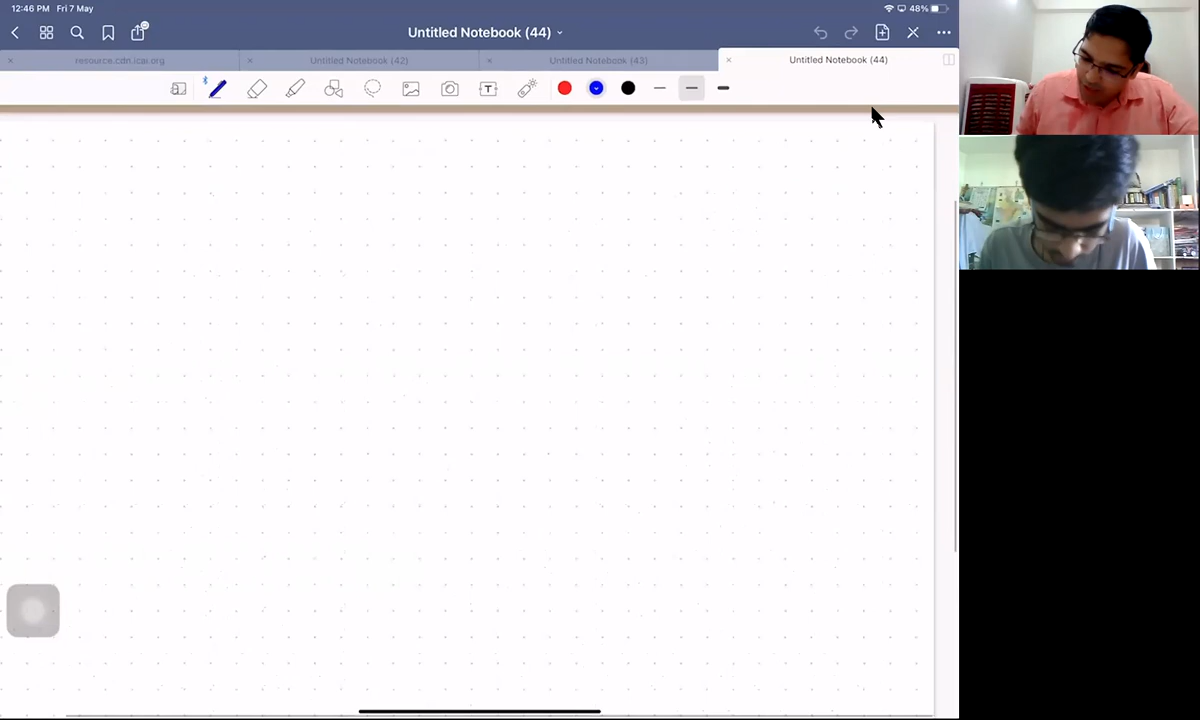 12:46 PM Fri 7 May
48%
Untitled Notebook (44)
resource.cdn.icai.org
Untitled Notebook (42)
Untitled Notebook (43)
Untitled Notebook (44)
T